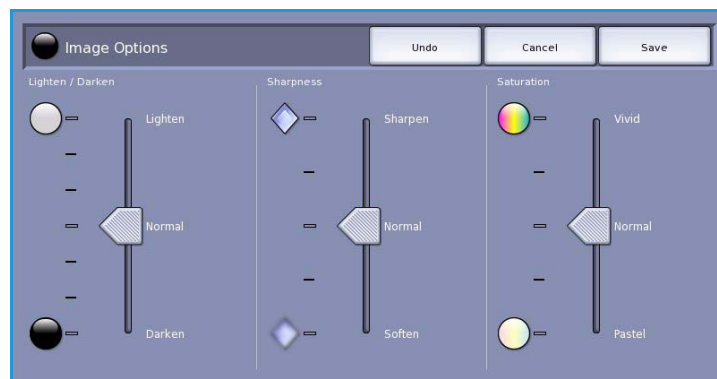 Image Options
Undo
Cancel
Save
Lighten / Darken
Sharpness
Saturation
Lighten
Sharpen
Vivid
Normal
Normal
Normal
Darken
Soften
Pastel